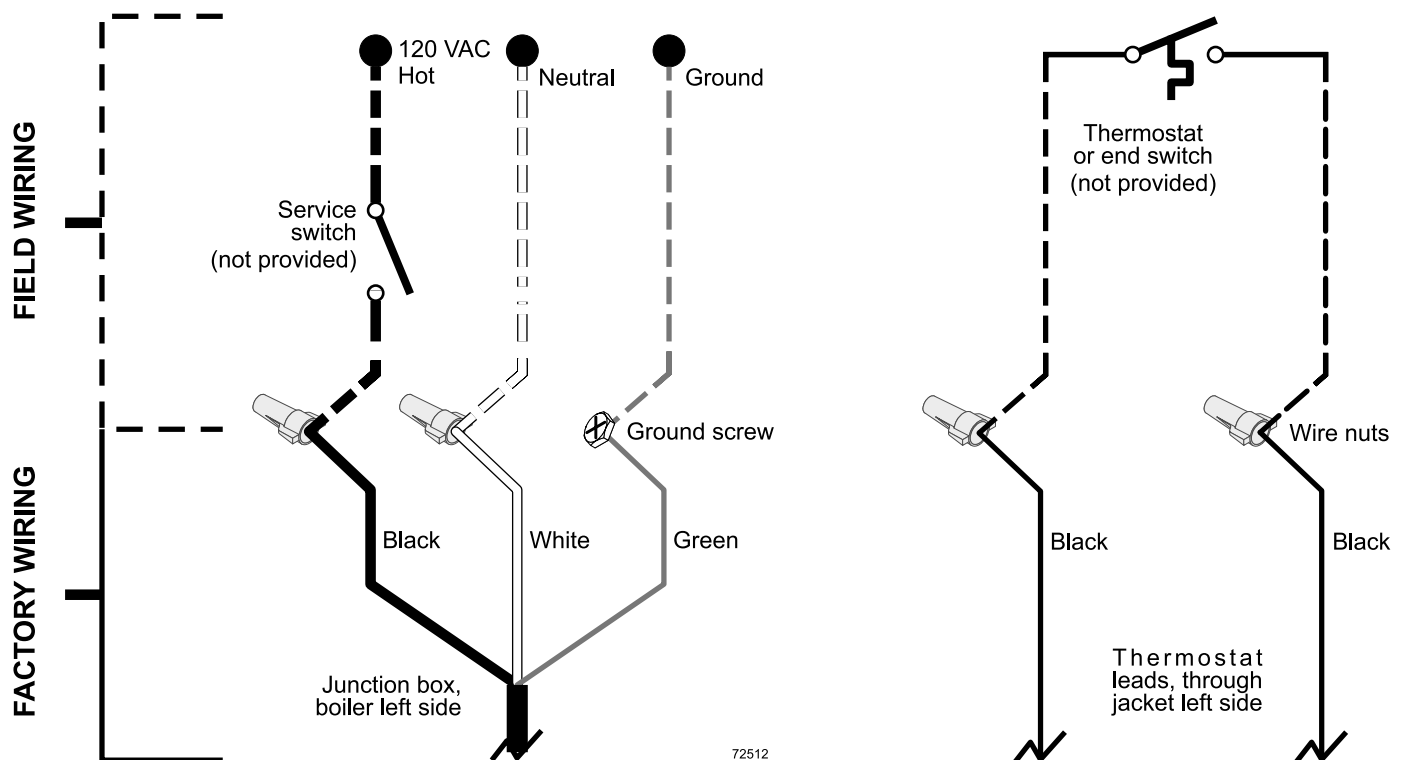 FIELD WIRING
FACTORY WIRING
120 VAC
Hot
Neutral
Ground
Service
switch
(not provided)
Ground screw
Black
White
Green
Junction box,
boiler left side
72512
Thermostat
or end switch
(not provided)
Wire nuts
Black
Black
Thermostat
leads, through
jacket left side